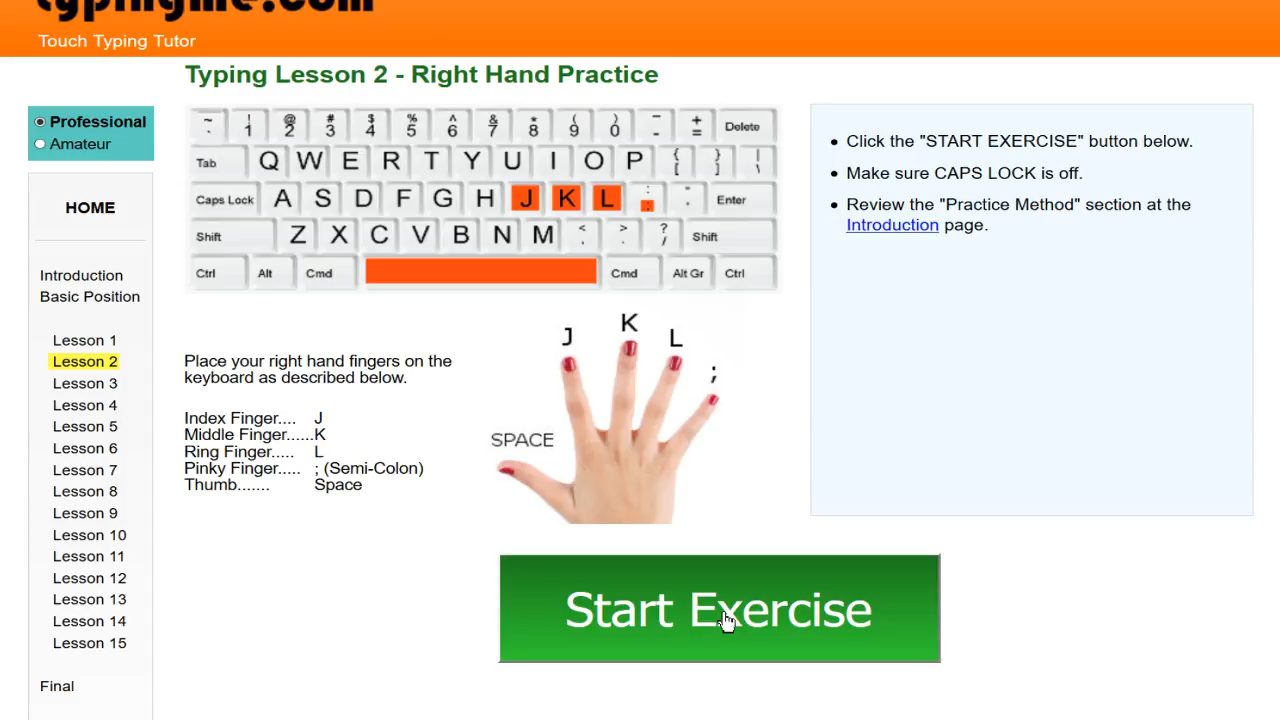 typingme.com
Touch Typing Tutor
Typing Lesson 2 - Right Hand Practice
Professional
Amateur
HOME
Introduction
Basic Position
Lesson 1
Lesson 2
Lesson 3
Lesson 4
Lesson 5
Lesson 6
Lesson 7
Lesson 8
Lesson 9
Lesson 10
Lesson 11
Lesson 12
Lesson 13
Lesson 14
Lesson 15
Final
~ ! @ # $ % ^ & * ( ) _ +
` 1 2 3 4 5 6 7 8 9 0 - = Delete
Tab Q W E R T Y U I O P { [ } ] | \
Caps Lock A S D F G H J K L : ; " ' Enter
Shift Z X C V B N M < , > . ? / Shift
Ctrl Alt Cmd Cmd Alt Gr Ctrl
Place your right hand fingers on the
keyboard as described below.
Index Finger.... J
Middle Finger......K
Ring Finger..... L
Pinky Finger..... ; (Semi-Colon)
Thumb....... Space
J K L ;
SPACE
• Click the "START EXERCISE" button below.
• Make sure CAPS LOCK is off.
• Review the "Practice Method" section at the
Introduction page.
Start Exercise